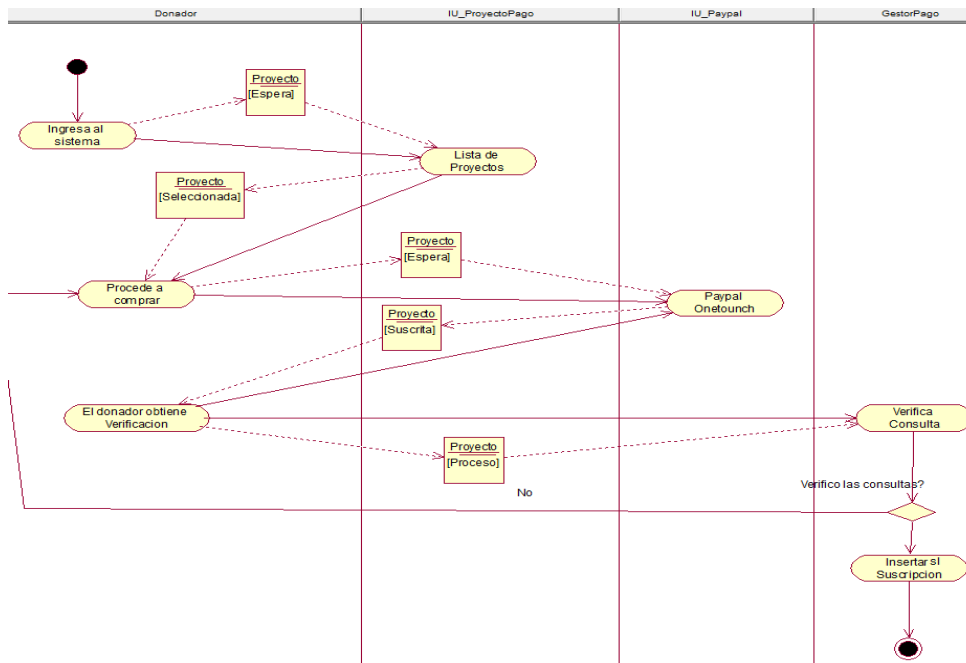 Donador
IU_ProyectoPago
IU_Paypal
GestorPago
Proyecto
[Espera]
Ingresa al
sistema
Lista de
Proyectos
Proyecto
[Seleccionada]
Proyecto
[Espera]
Procede a
comprar
Paypal
Onetounch
Proyecto
[Suscrita]
El donador obtiene
Verificacion
Verifica
Consulta
Proyecto
[Proceso]
Verifico las consultas?
No
Insertar
sI
Suscripcion